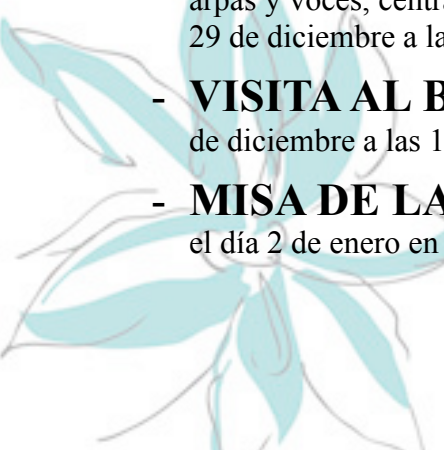 arpas y voces, centra
29 de diciembre a la
- VISITA AL B
de diciembre a las 1
- MISA DE LA
el día 2 de enero en